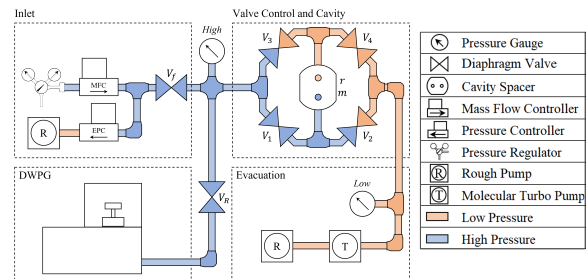 Inlet
High
Valve Control and Cavity
V3
V4
MFC
Vf
r
m
R
EPC
V1
V2
DWPG
VR
Evacuation
Low
R
T
Pressure Gauge
Diaphragm Valve
Cavity Spacer
Mass Flow Controller
Pressure Controller
Pressure Regulator
R Rough Pump
T Molecular Turbo Pump
Low Pressure
High Pressure